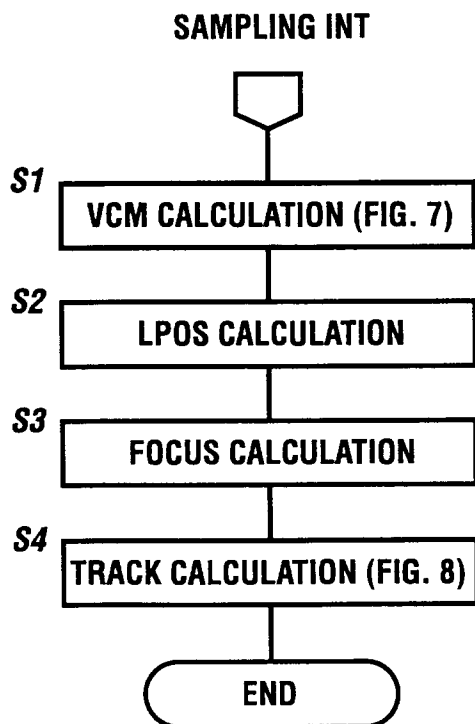 SAMPLING INT
S1
VCM CALCULATION (FIG. 7)
S2
LPOS CALCULATION
S3
FOCUS CALCULATION
S4
TRACK CALCULATION (FIG. 8)
END